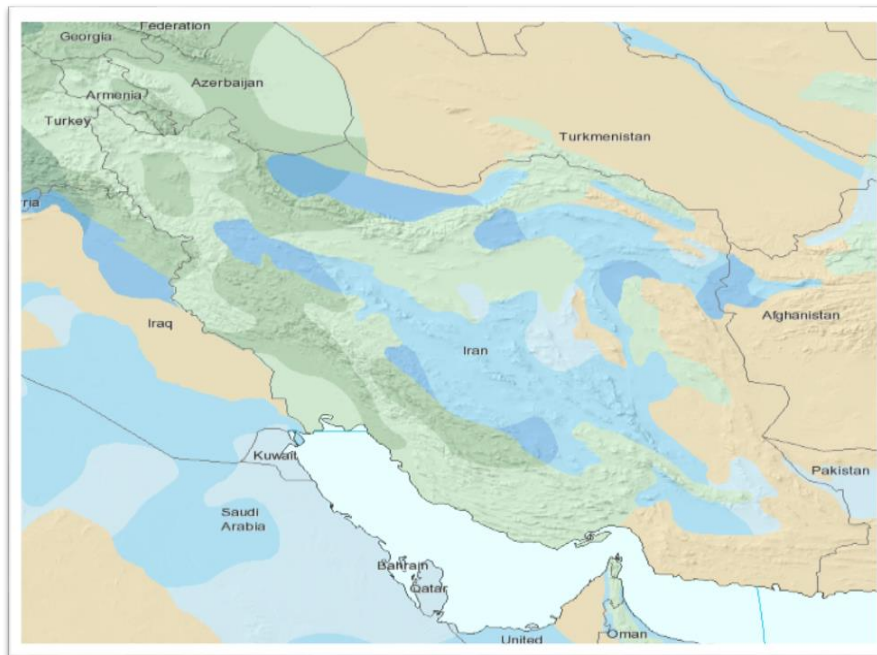 Federation
Georgia
Azerbaijan
Armenia
Turkey
Turkmenistan
ria
Iraq
Iran
Afghanistan
Kuwait
Pakistan
Saudi
Arabia
Bahrain
Qatar
United
Oman